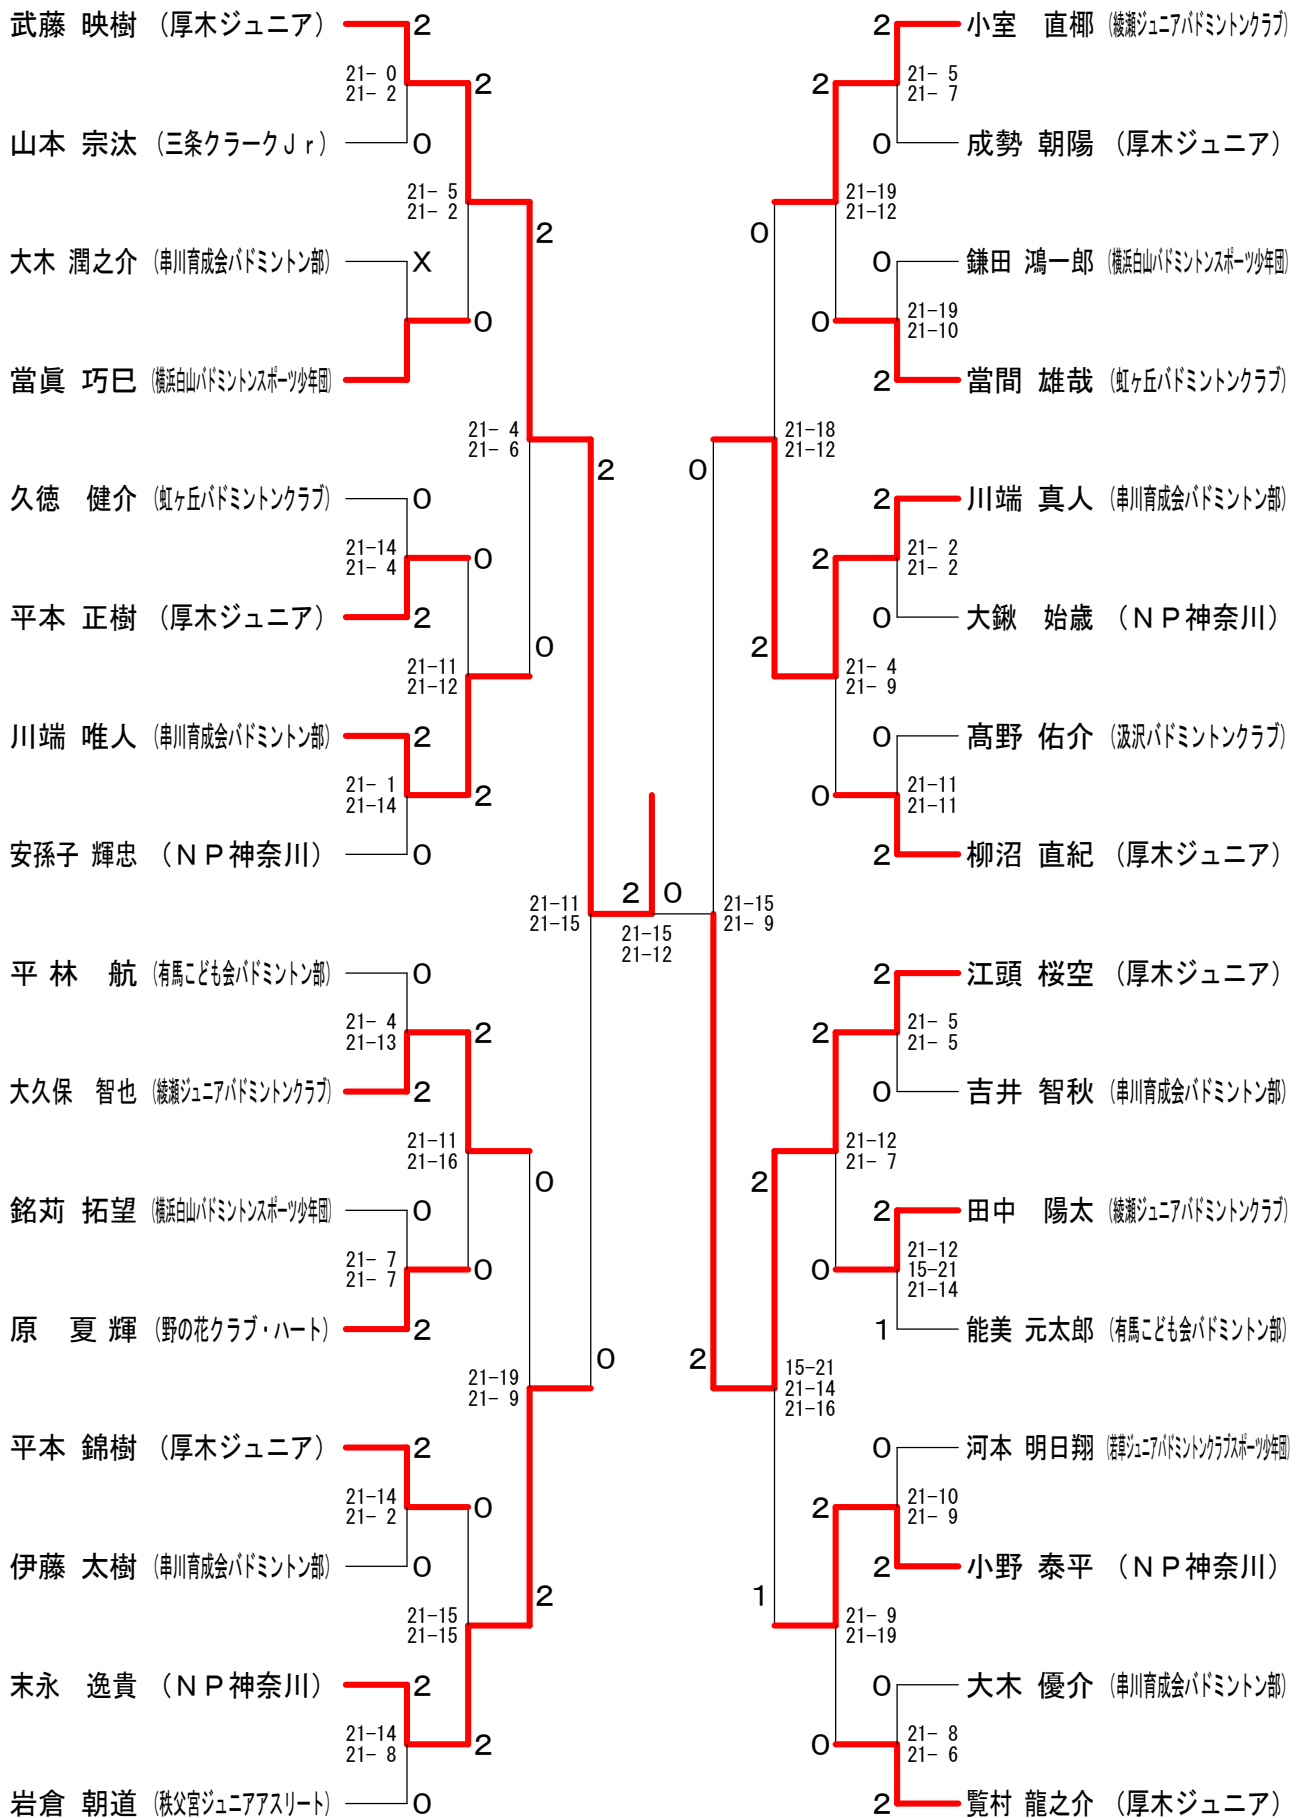 武藤 映樹 (厚木ジュニア) 2
21- 0
21- 2
2
山本 宗汰 (三条クラークＪｒ) 0
21- 5
21- 2
2
大木 潤之介 (串川育成会バドミントン部) X
0
當眞 巧巳 (横浜白山バドミントンスポーツ少年団)
21- 4
21- 6
2
久徳 健介 (虹ヶ丘バドミントンクラブ) 0
21-14
21- 4
0
平本 正樹 (厚木ジュニア) 2
21-11
21-12
0
川端 唯人 (串川育成会バドミントン部) 2
21- 1
21-14
2
安孫子 輝忠 (ＮＰ神奈川) 0
21-11
21-15
2 0
21-15
21-12
平林 航 (有馬こども会バドミントン部) 0
21- 4
21-13
2
大久保 智也 (綾瀬ジュニアバドミントンクラブ) 2
21-11
21-16
0
銘苅 拓望 (横浜白山バドミントンスポーツ少年団) 0
21- 7
21- 7
0
原 夏輝 (野の花クラブ・ハート) 2
21-19
21- 9
0
平本 錦樹 (厚木ジュニア) 2
21-14
21- 2
0
伊藤 太樹 (串川育成会バドミントン部) 0
21-15
21-15
2
末永 逸貴 (ＮＰ神奈川) 2
21-14
21- 8
2
岩倉 朝道 (秩父宮ジュニアアスリート) 0
2 小室 直梛 (綾瀬ジュニアバドミントンクラブ)
2
21- 5
21- 7
0 成勢 朝陽 (厚木ジュニア)
0
21-19
21-12
0 鎌田 鴻一郎 (横浜白山バドミントンスポーツ少年団)
0
21-19
21-10
2 當間 雄哉 (虹ヶ丘バドミントンクラブ)
0
21-18
21-12
2 川端 真人 (串川育成会バドミントン部)
2
21- 2
21- 2
0 大鍬 始歳 (ＮＰ神奈川)
2
21- 4
21- 9
0 髙野 佑介 (汲沢バドミントンクラブ)
0
21-11
21-11
2 柳沼 直紀 (厚木ジュニア)
21-15
21- 9
2 江頭 桜空 (厚木ジュニア)
2
21- 5
21- 5
0 吉井 智秋 (串川育成会バドミントン部)
2
21-12
21- 7
2 田中 陽太 (綾瀬ジュニアバドミントンクラブ)
0
21-12
15-21
21-14
1 能美 元太郎 (有馬こども会バドミントン部)
2
15-21
21-14
21-16
0 河本 明日翔 (若草ジュニアバドミントンクラブスポーツ少年団)
2
21-10
21- 9
2 小野 泰平 (ＮＰ神奈川)
1
21- 9
21-19
0 大木 優介 (串川育成会バドミントン部)
0
21- 8
21- 6
2 覧村 龍之介 (厚木ジュニア)